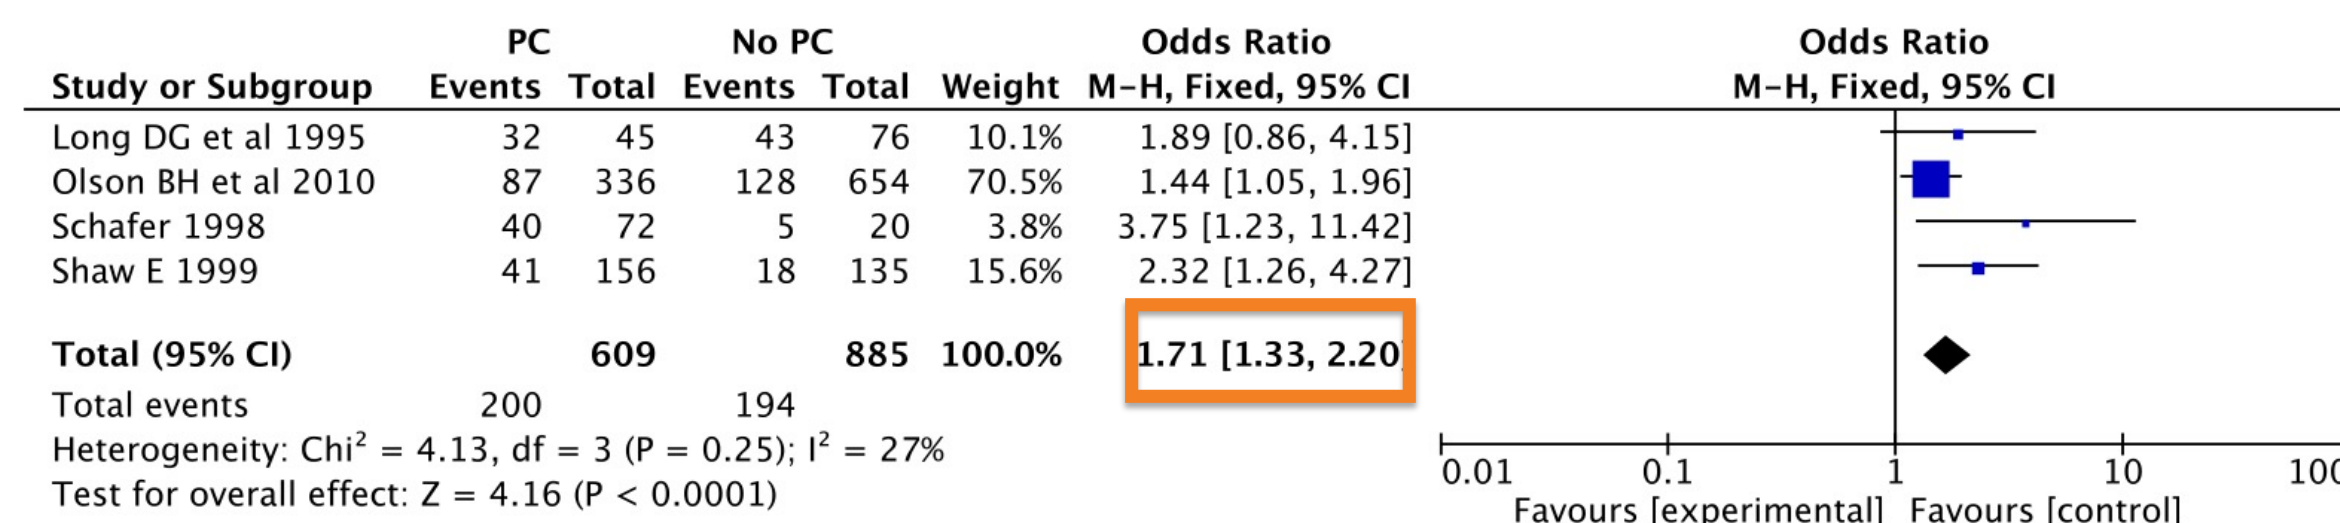 PC No PC Odds Ratio Odds Ratio
Study or Subgroup Events Total Events Total Weight M-H, Fixed, 95% CI M-H, Fixed, 95% CI
Long DG et al 1995 32 45 43 76 10.1% 1.89 [0.86, 4.15]
Olson BH et al 2010 87 336 128 654 70.5% 1.44 [1.05, 1.96]
Schafer 1998 40 72 5 20 3.8% 3.75 [1.23, 11.42]
Shaw E 1999 41 156 18 135 15.6% 2.32 [1.26, 4.27]
Total (95% CI) 609 885 100.0% 1.71 [1.33, 2.20]
Total events 200 194
Heterogeneity: Chi² = 4.13, df = 3 (P = 0.25); I² = 27%
Test for overall effect: Z = 4.16 (P < 0.0001)
0.01 0.1 1 10 100
Favours [experimental] Favours [control]